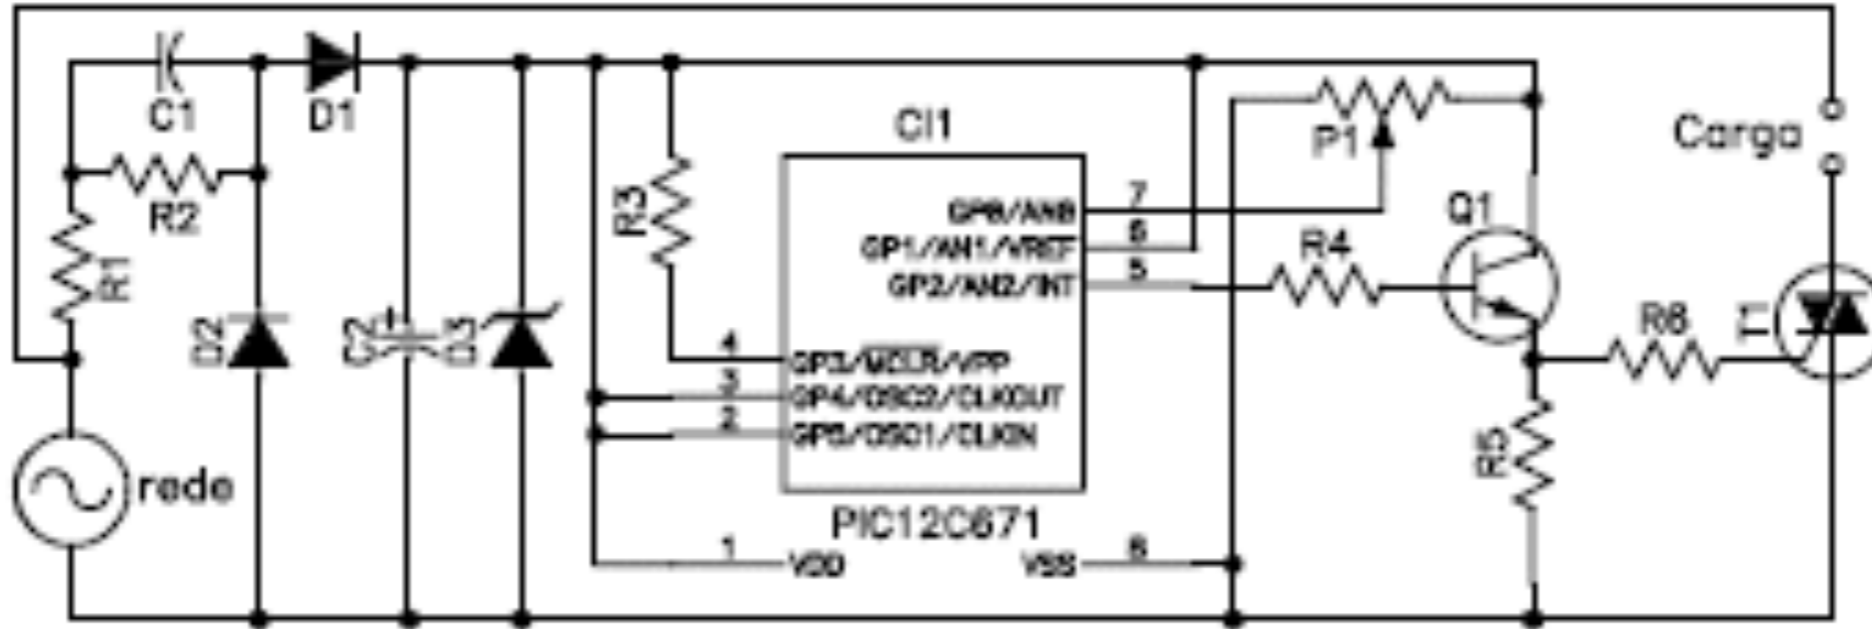 C1
D1
R2
R1
D2
C2
+
D3
rede
R3
CI1
GP0/AN0 7
GP1/AN1/VREF 6
GP2/AN2/INT 5
4 GP3/MCLR/VPP
3 GP4/OSC2/CLKOUT
2 GP5/OSC1/CLKIN
PIC12C671
1 VDD VSS 8
P1
Q1
R4
R5
R6
T1
Carga